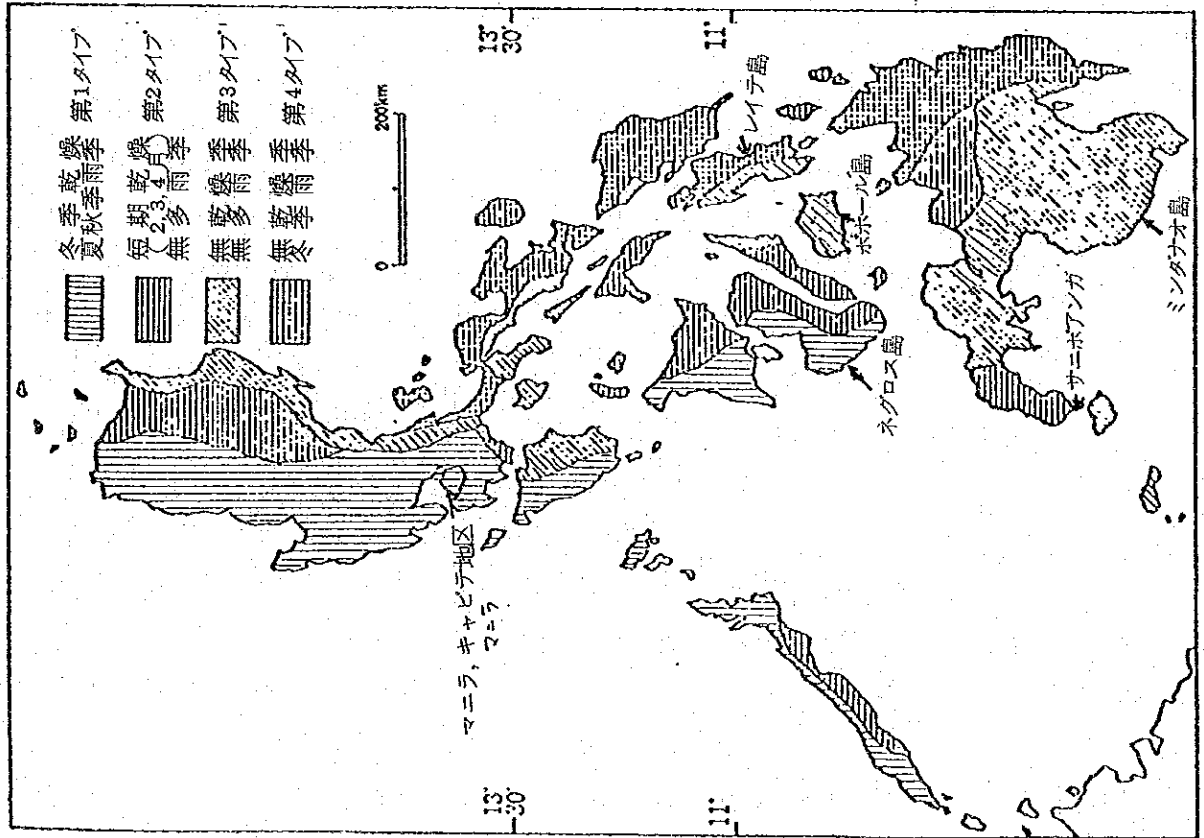 冬季乾燥
夏秋季雨季
第1タイプ
短期乾燥
(2,3,4月)
無多雨季
第2タイプ
無乾燥季
無多雨季
第3タイプ
無乾燥季
冬季雨季
第4タイプ
0 200km
13°
30'
11°
マニラ，キャビテ地区
マニラ
レイテ島
ボホール島
ネグロス島
サニボアンガ
ミンダナオ島
13°
30'
11°